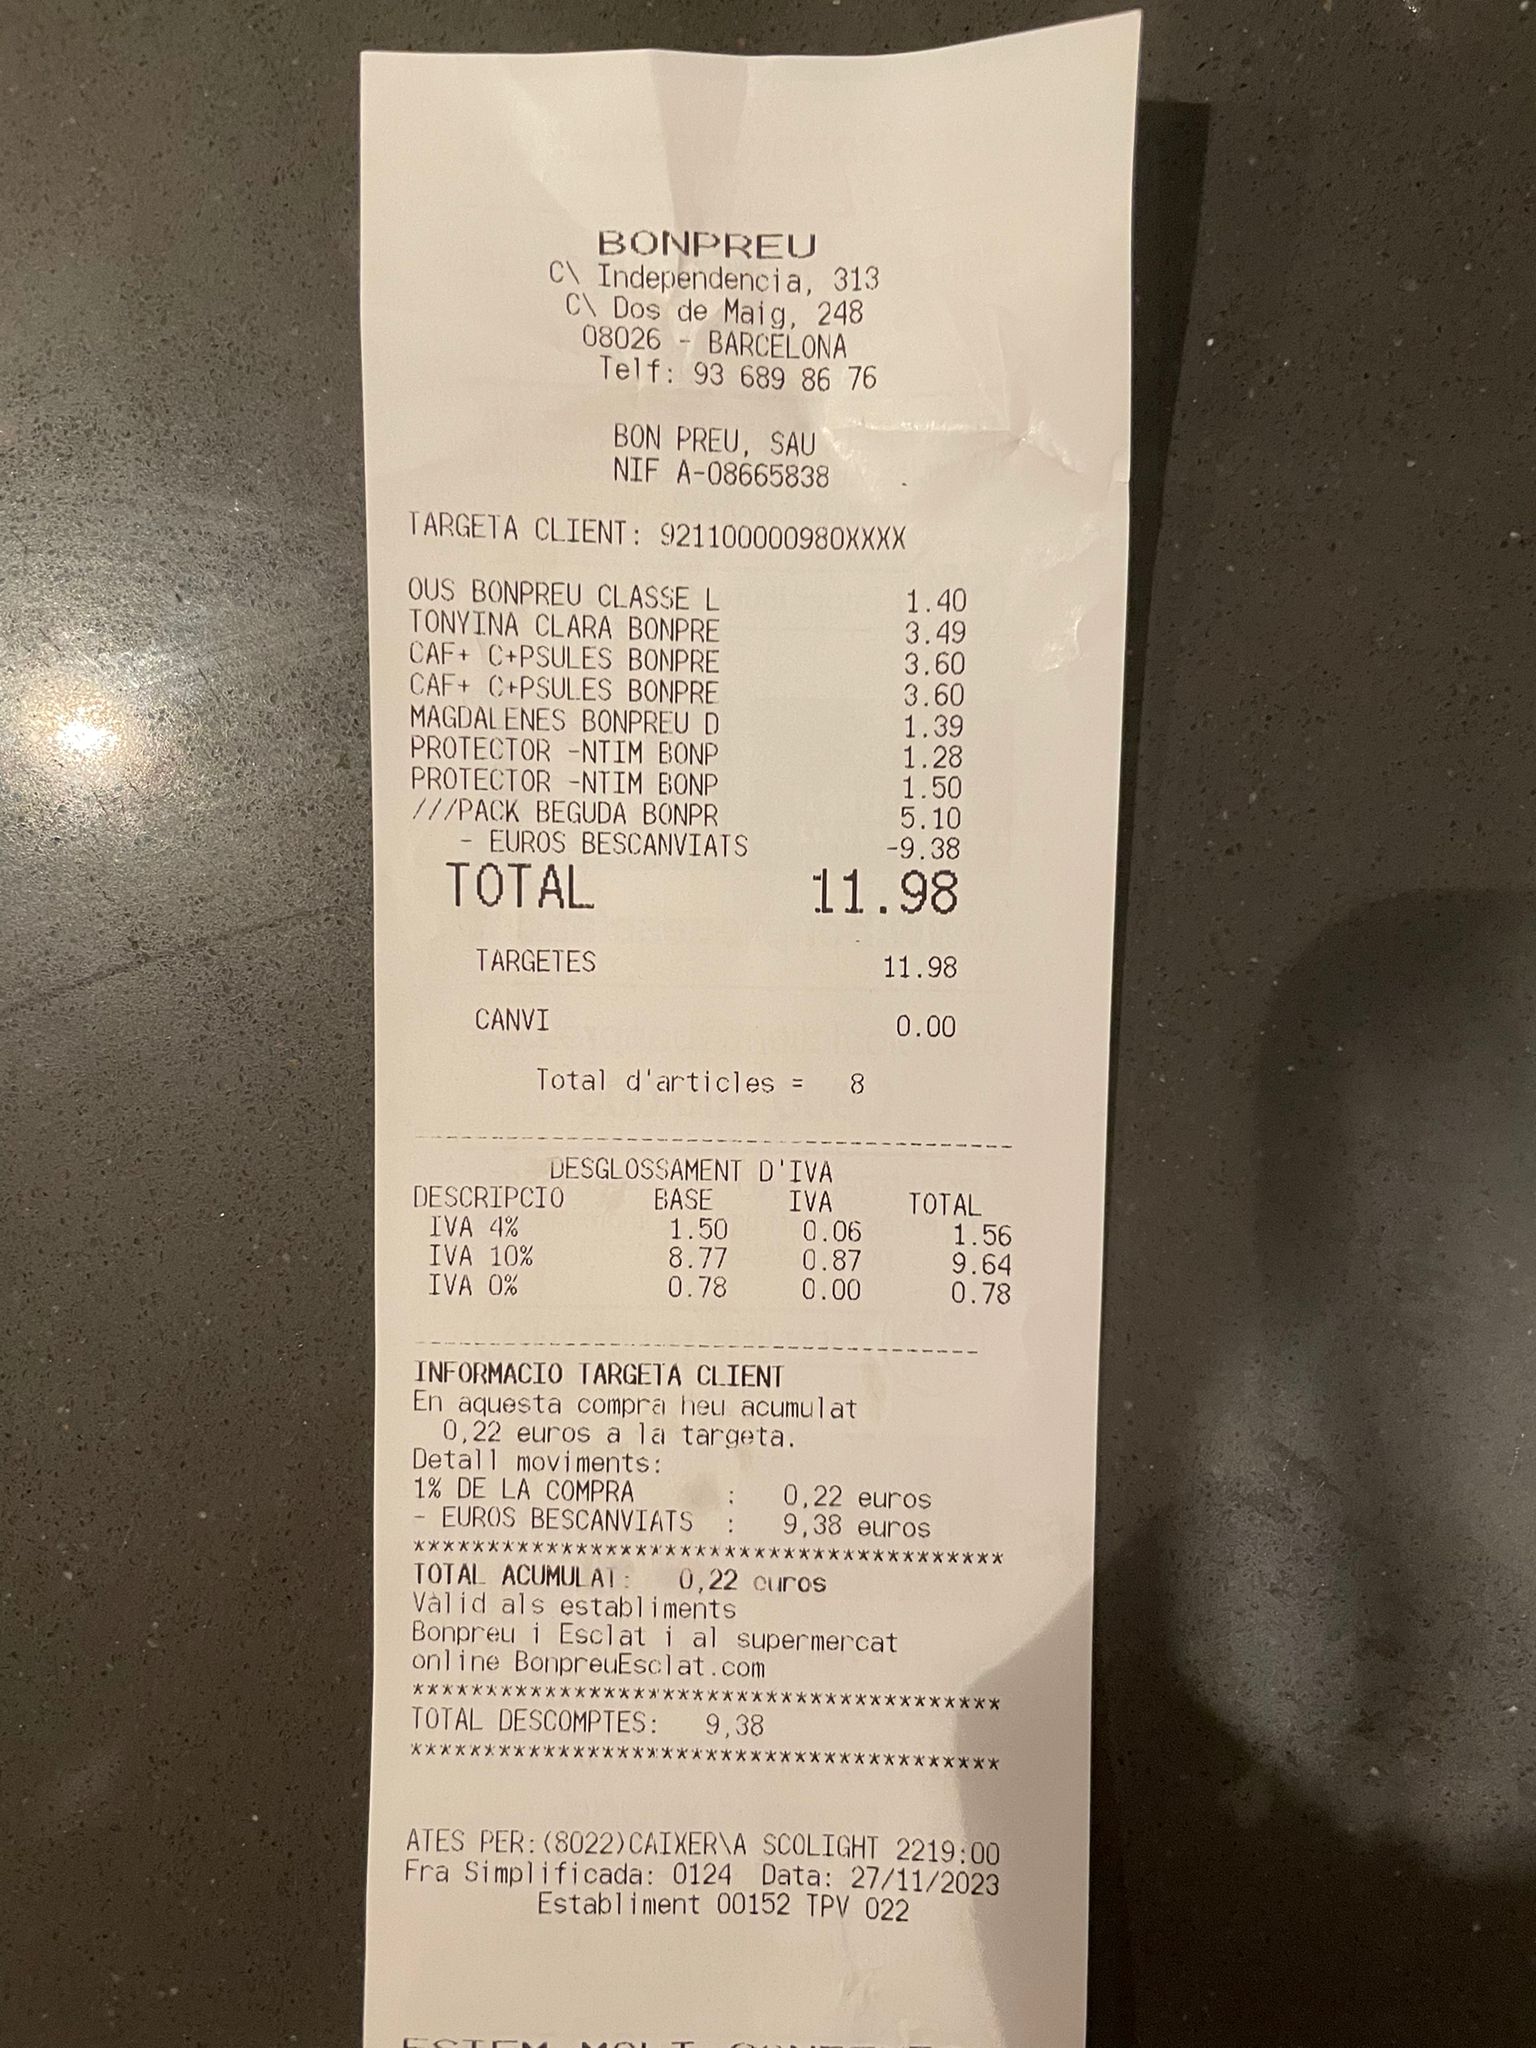 BONPREU
C\ Independencia, 313
C\ Dos de Maig, 248
08026 - BARCELONA
Telf: 93 689 86 76
BON PREU, SAU
NIF A-08665838
TARGETA CLIENT: 921100000980XXXX
OUS BONPREU CLASSE L 1.40
TONYINA CLARA BONPRE 3.49
CAF+ C+PSULES BONPRE 3.60
CAF+ C+PSULES BONPRE 3.60
MAGDALENES BONPREU D 1.39
PROTECTOR -NTIM BONP 1.28
PROTECTOR -NTIM BONP 1.50
///PACK BEGUDA BONPR 5.10
- EUROS BESCANVIATS -9.38
TOTAL 11.98
TARGETES 11.98
CANVI 0.00
Total d'articles = 8
DESGLOSSAMENT D'IVA
DESCRIPCIO BASE IVA TOTAL
IVA 4% 1.50 0.06 1.56
IVA 10% 8.77 0.87 9.64
IVA 0% 0.78 0.00 0.78
INFORMACIO TARGETA CLIENT
En aquesta compra heu acumulat
0,22 euros a la targeta.
Detall moviments:
1% DE LA COMPRA : 0,22 euros
- EUROS BESCANVIATS : 9,38 euros
****************************************
TOTAL ACUMULAT: 0,22 euros
Vàlid als establiments
Bonpreu i Esclat i al supermercat
online BonpreuEsclat.com
****************************************
TOTAL DESCOMPTES: 9,38
****************************************
ATES PER:(8022)CAIXER\A SCOLIGHT 2219:00
Fra Simplificada: 0124 Data: 27/11/2023
Establiment 00152 TPV 022
ESTEM MOLT